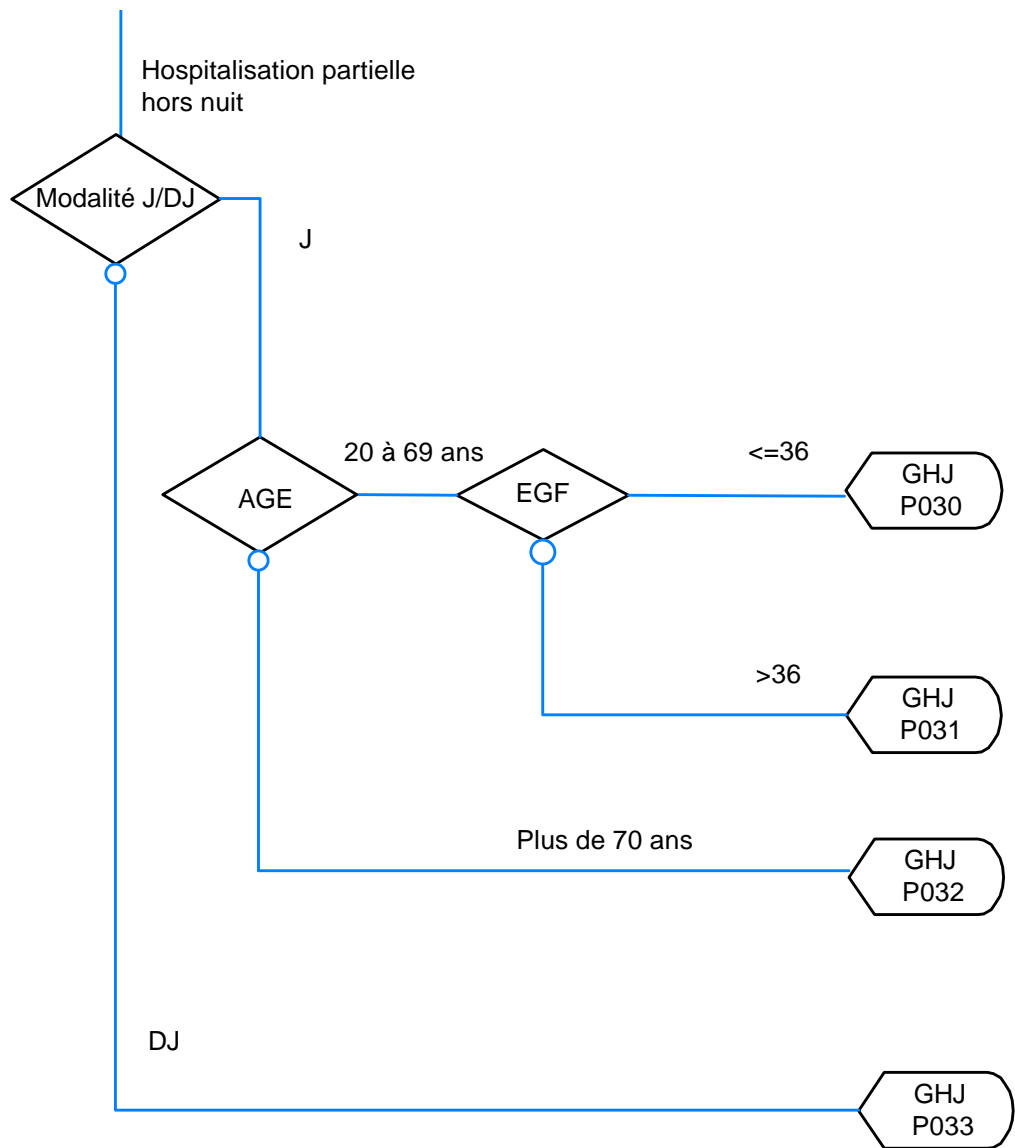 Hospitalisation partielle
hors nuit
Modalité J/DJ
J
20 à 69 ans
<=36
AGE
EGF
GHJ
P030
>36
GHJ
P031
Plus de 70 ans
GHJ
P032
DJ
GHJ
P033